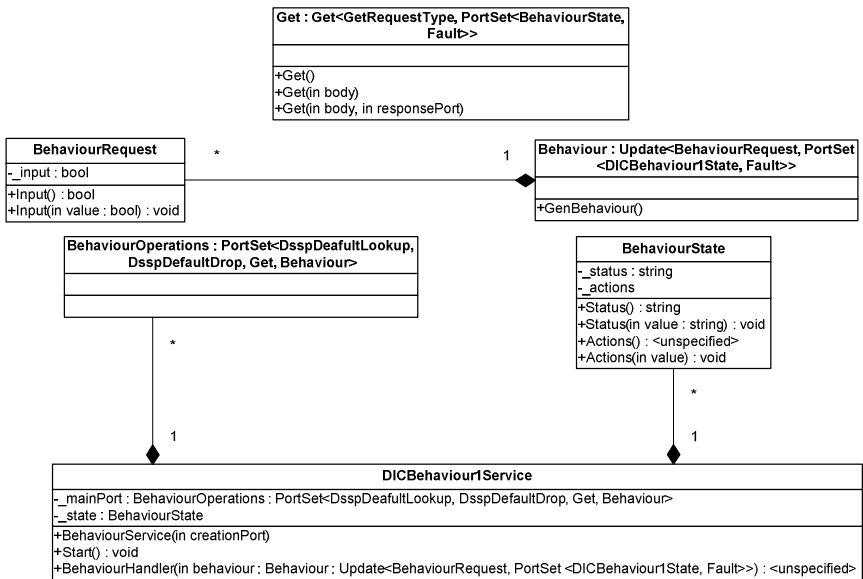 Get : Get<GetRequestType, PortSet<BehaviourState,
Fault>>
+Get()
+Get(in body)
+Get(in body, in responsePort)
BehaviourRequest
-_input : bool
+Input() : bool
+Input(in value : bool) : void
*
1
Behaviour : Update<BehaviourRequest, PortSet
<DICBehaviour1State, Fault>>
+GenBehaviour()
BehaviourOperations : PortSet<DsspDeafultLookup,
DsspDefaultDrop, Get, Behaviour>
*
1
BehaviourState
-_status : string
-_actions
+Status() : string
+Status(in value : string) : void
+Actions() : <unspecified>
+Actions(in value) : void
*
1
DICBehaviour1Service
-_mainPort : BehaviourOperations : PortSet<DsspDeafultLookup, DsspDefaultDrop, Get, Behaviour>
-_state : BehaviourState
+BehaviourService(in creationPort)
+Start() : void
+BehaviourHandler(in behaviour : Behaviour : Update<BehaviourRequest, PortSet <DICBehaviour1State, Fault>>) : <unspecified>